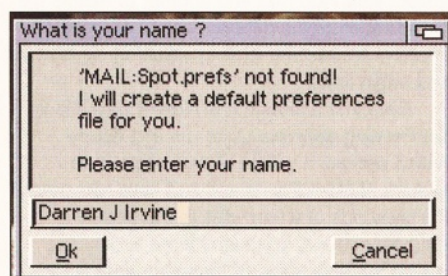 What is your name ?
'MAIL:Spot.prefs' not found!
I will create a default preferences
file for you.
Please enter your name.
Darren J Irvine
Ok
Cancel